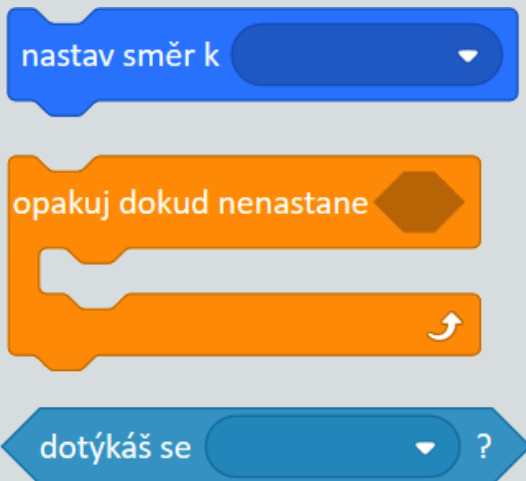 nastav směr k
opakuj dokud nenastane
dotýkáš se ?